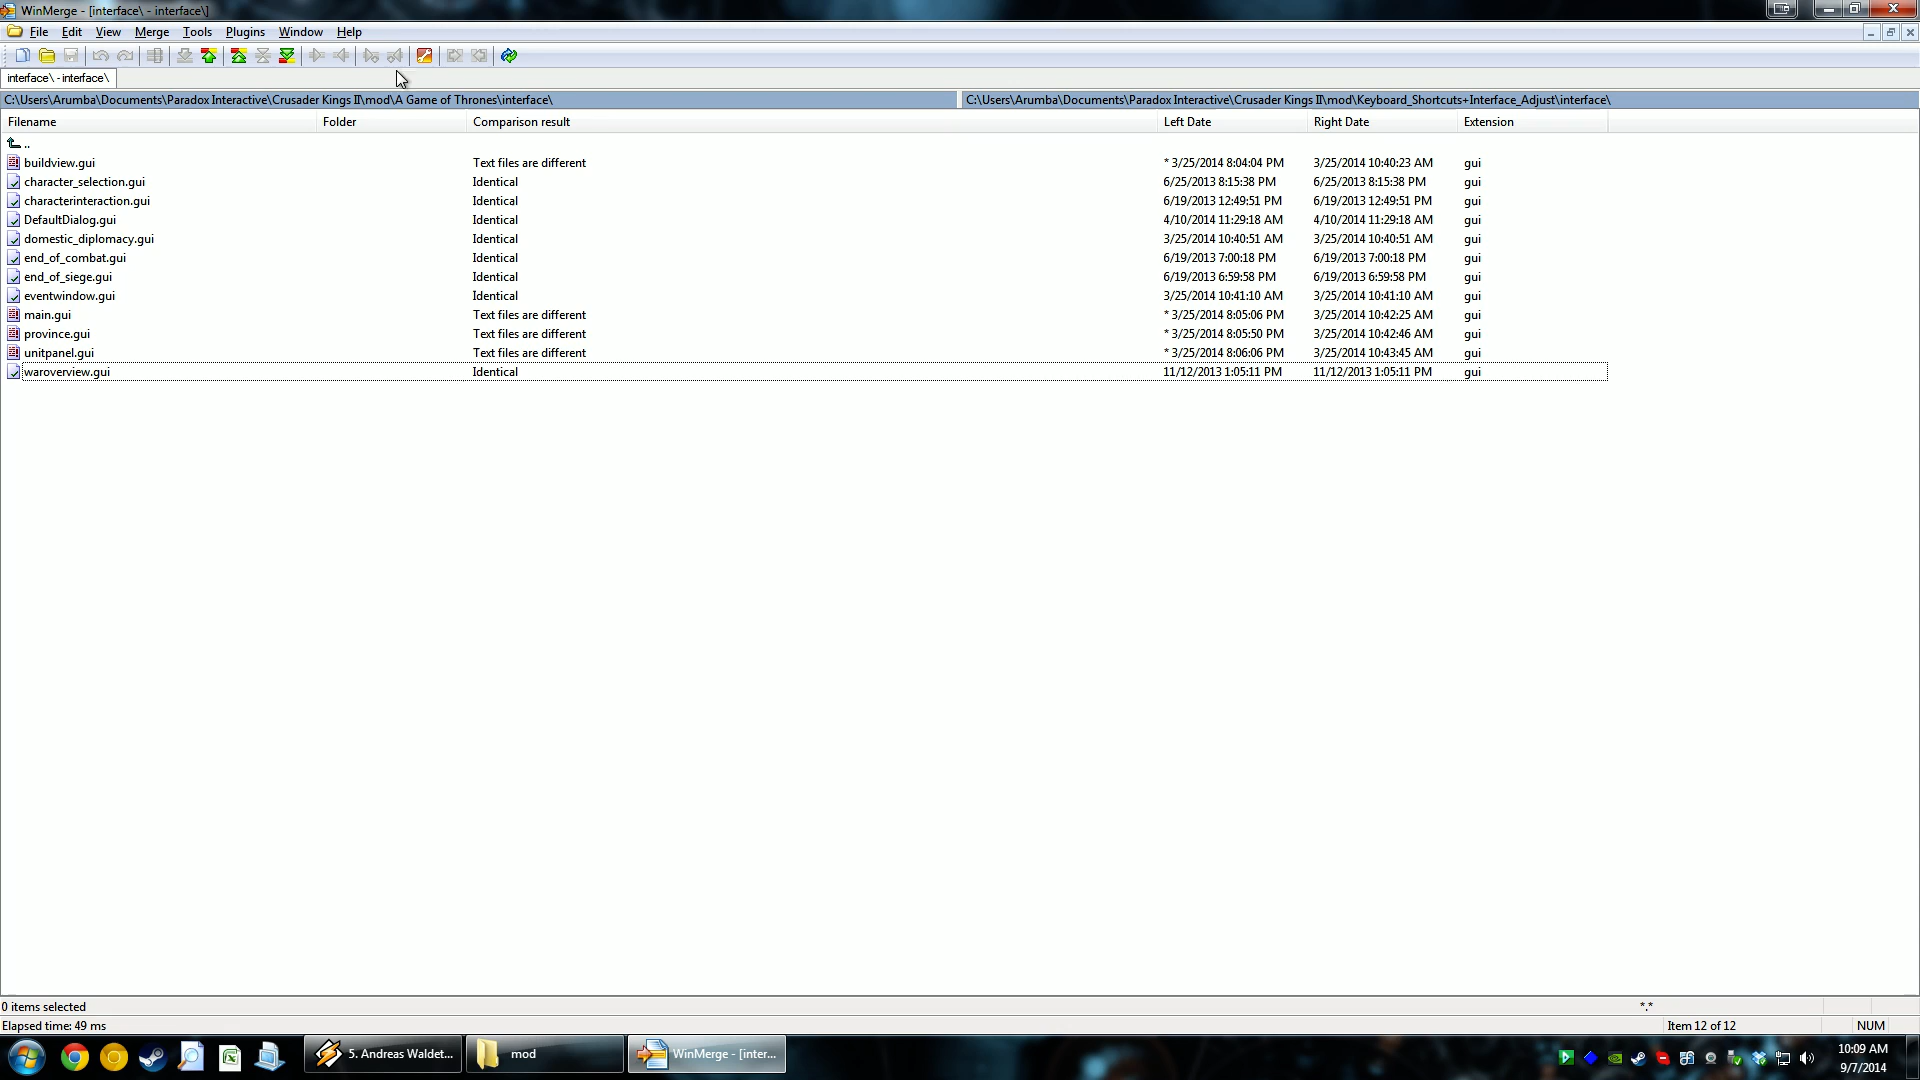 WinMerge - [interface\ - interface\]
File Edit View Merge Tools Plugins Window Help
interface\ - interface\
C:\Users\Arumba\Documents\Paradox Interactive\Crusader Kings II\mod\A Game of Thrones\interface\ C:\Users\Arumba\Documents\Paradox Interactive\Crusader Kings II\mod\Keyboard_Shortcuts+Interface_Adjust\interface\
Filename Folder Comparison result Left Date Right Date Extension
..
buildview.gui Text files are different * 3/25/2014 8:04:04 PM 3/25/2014 10:40:23 AM gui
character_selection.gui Identical 6/25/2013 8:15:38 PM 6/25/2013 8:15:38 PM gui
characterinteraction.gui Identical 6/19/2013 12:49:51 PM 6/19/2013 12:49:51 PM gui
DefaultDialog.gui Identical 4/10/2014 11:29:18 AM 4/10/2014 11:29:18 AM gui
domestic_diplomacy.gui Identical 3/25/2014 10:40:51 AM 3/25/2014 10:40:51 AM gui
end_of_combat.gui Identical 6/19/2013 7:00:18 PM 6/19/2013 7:00:18 PM gui
end_of_siege.gui Identical 6/19/2013 6:59:58 PM 6/19/2013 6:59:58 PM gui
eventwindow.gui Identical 3/25/2014 10:41:10 AM 3/25/2014 10:41:10 AM gui
main.gui Text files are different * 3/25/2014 8:05:06 PM 3/25/2014 10:42:25 AM gui
province.gui Text files are different * 3/25/2014 8:05:50 PM 3/25/2014 10:42:46 AM gui
unitpanel.gui Text files are different * 3/25/2014 8:06:06 PM 3/25/2014 10:43:45 AM gui
waroverview.gui Identical 11/12/2013 1:05:11 PM 11/12/2013 1:05:11 PM gui
0 items selected *.*
Elapsed time: 49 ms Item 12 of 12 NUM
5. Andreas Waldet... mod WinMerge - [inter... 10:09 AM
9/7/2014